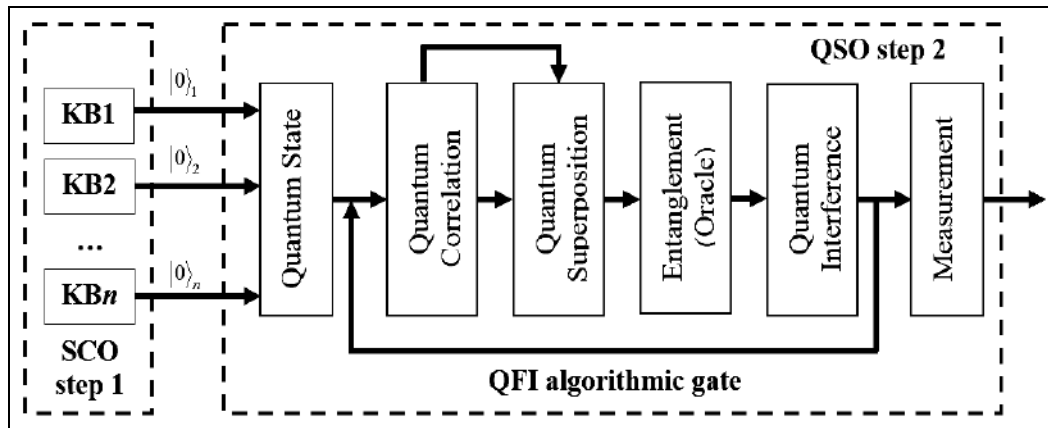 QSO step 2
KB1
|0⟩₁
KB2
|0⟩₂
...
KBn
|0⟩ₙ
SCO
step 1
Quantum State
Quantum
Correlation
Quantum
Superposition
Entanglement
(Oracle)
Quantum
Interference
Measurement
QFI algorithmic gate